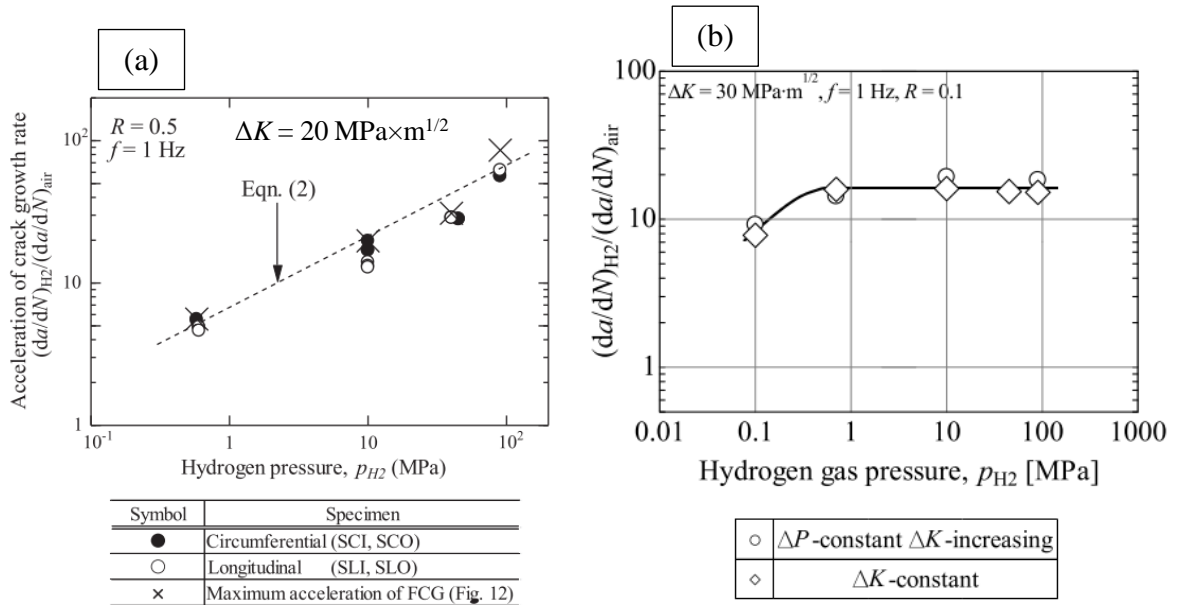 (a)
R = 0.5
f = 1 Hz
ΔK = 20 MPa×m^1/2
Eqn. (2)
Acceleration of crack growth rate
(da/dN)H2/(da/dN)air
10^2
10
1
10^-1
1
10
10^2
Hydrogen pressure, pH2 (MPa)
Symbol Specimen
● Circumferential (SCI, SCO)
○ Longitudinal (SLI, SLO)
× Maximum acceleration of FCG (Fig. 12)
(b)
ΔK = 30 MPa·m^1/2, f = 1 Hz, R = 0.1
(da/dN)H2/(da/dN)air
100
10
1
0.01
0.1
1
10
100
1000
Hydrogen gas pressure, pH2 [MPa]
○ ΔP-constant ΔK-increasing
◇ ΔK-constant